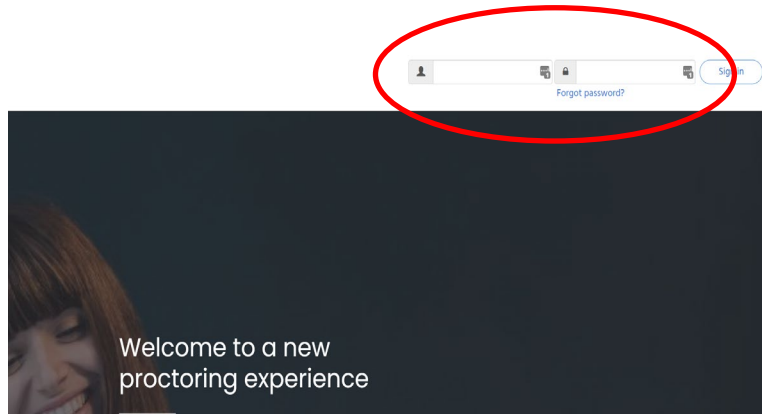 Sign in
Forgot password?
Welcome to a new
proctoring experience